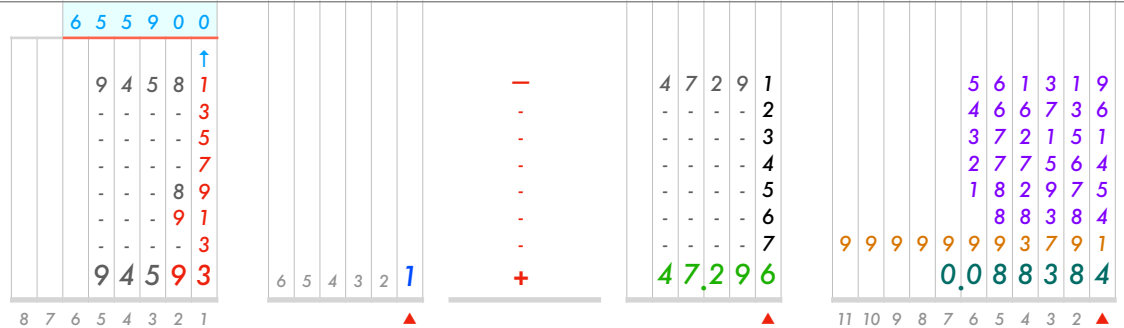 6 5 5 9 0 0
↑
9 4 5 8 1 — 4 7 2 9 1 5 6 1 3 1 9
- - - - 3 - - - - - 2 4 6 6 7 3 6
- - - - 5 - - - - - 3 3 7 2 1 5 1
- - - - 7 - - - - - 4 2 7 7 5 6 4
- - - 8 9 - - - - - 5 1 8 2 9 7 5
- - - 9 1 - - - - - 6 8 8 3 8 4
- - - - 3 - - - - - 7 9 9 9 9 9 9 9 3 7 9 1
9 4 5 9 3 6 5 4 3 2 1 + 4 7.2 9 6 0.0 8 8 3 8 4
8 7 6 5 4 3 2 1 ▲ ▲ 11 10 9 8 7 6 5 4 3 2 ▲